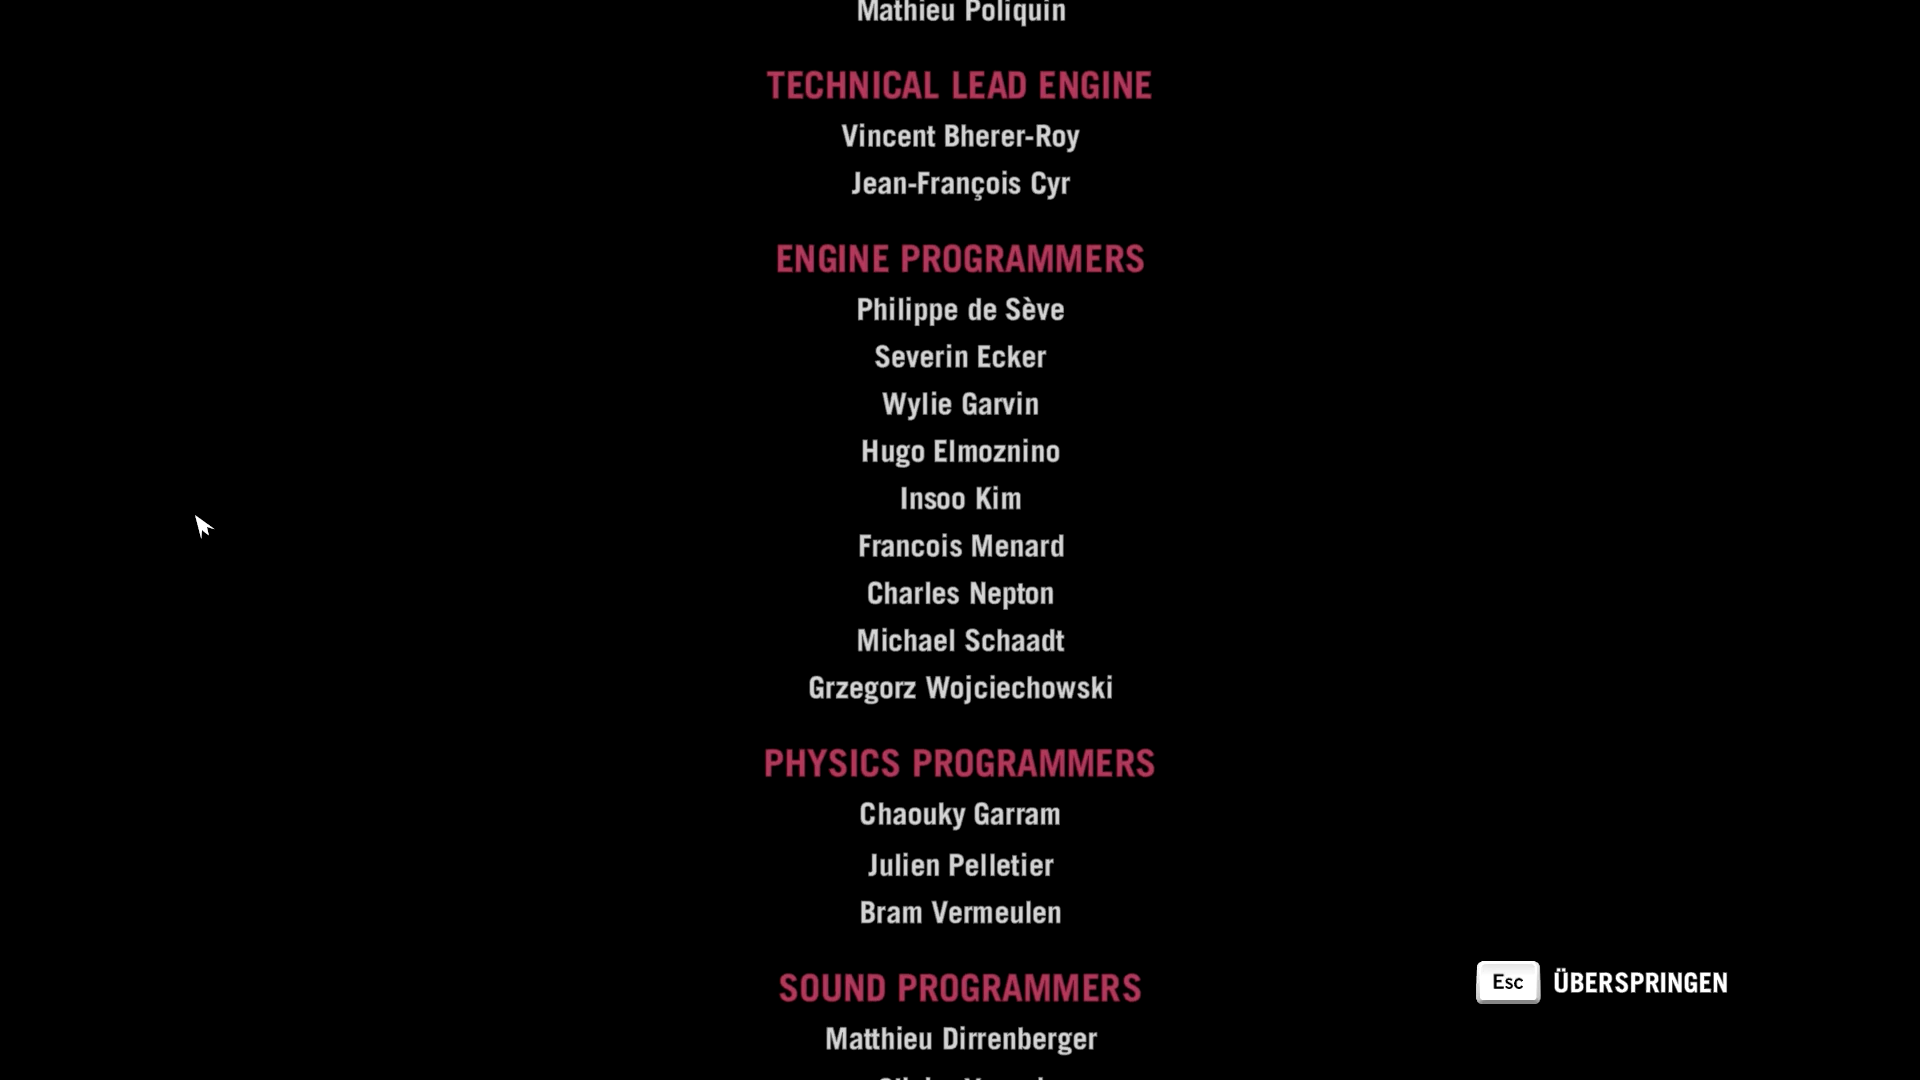 Mathieu Poliquin
TECHNICAL LEAD ENGINE
Vincent Bherer-Roy
Jean-François Cyr
ENGINE PROGRAMMERS
Philippe de Sève
Severin Ecker
Wylie Garvin
Hugo Elmoznino
Insoo Kim
Francois Menard
Charles Nepton
Michael Schaadt
Grzegorz Wojciechowski
PHYSICS PROGRAMMERS
Chaouky Garram
Julien Pelletier
Bram Vermeulen
Esc ÜBERSPRINGEN
SOUND PROGRAMMERS
Matthieu Dirrenberger